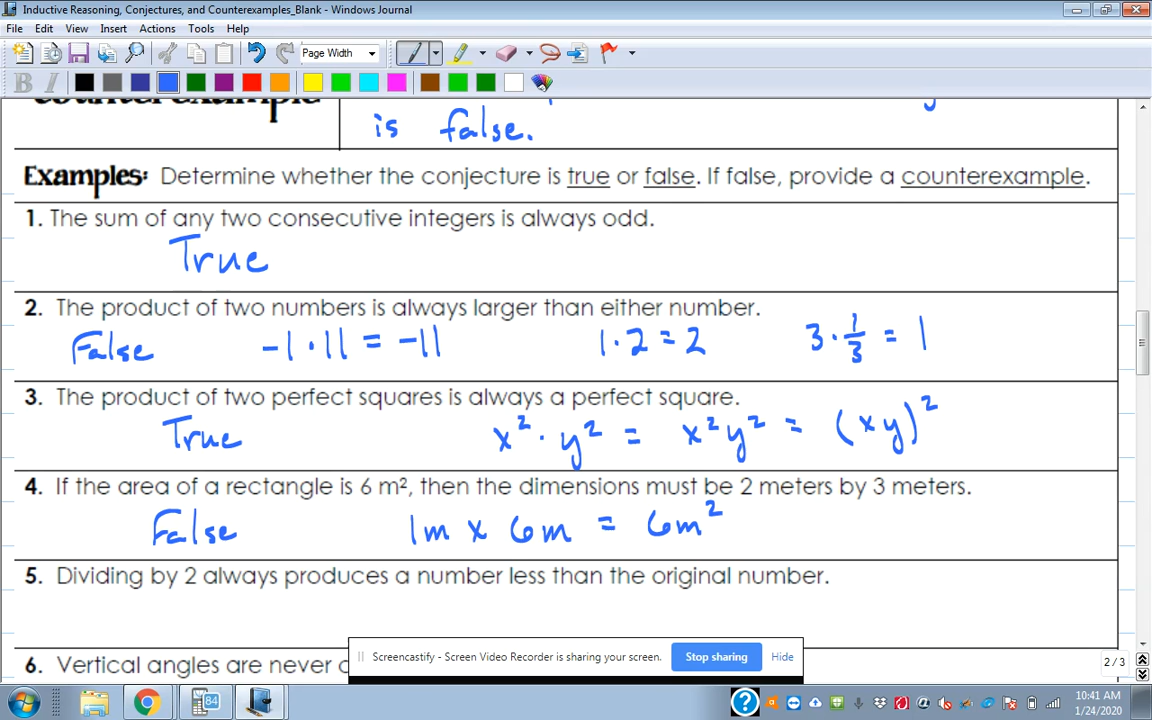 Inductive Reasoning, Conjectures, and Counterexamples_Blank - Windows Journal
File Edit View Insert Actions Tools Help
Page Width
B I
counterexample
is false.
Examples: Determine whether the conjecture is true or false. If false, provide a counterexample.
1. The sum of any two consecutive integers is always odd.
True
2. The product of two numbers is always larger than either number.
False -1 · 11 = -11 1 · 2 = 2 3 · 1/3 = 1
3. The product of two perfect squares is always a perfect square.
True x² · y² = x²y² = (xy)²
4. If the area of a rectangle is 6 m², then the dimensions must be 2 meters by 3 meters.
False 1m x 6m = 6m²
5. Dividing by 2 always produces a number less than the original number.
6. Vertical angles are never
Screencastify - Screen Video Recorder is sharing your screen. Stop sharing Hide
2 / 3
84
10:41 AM
1/24/2020